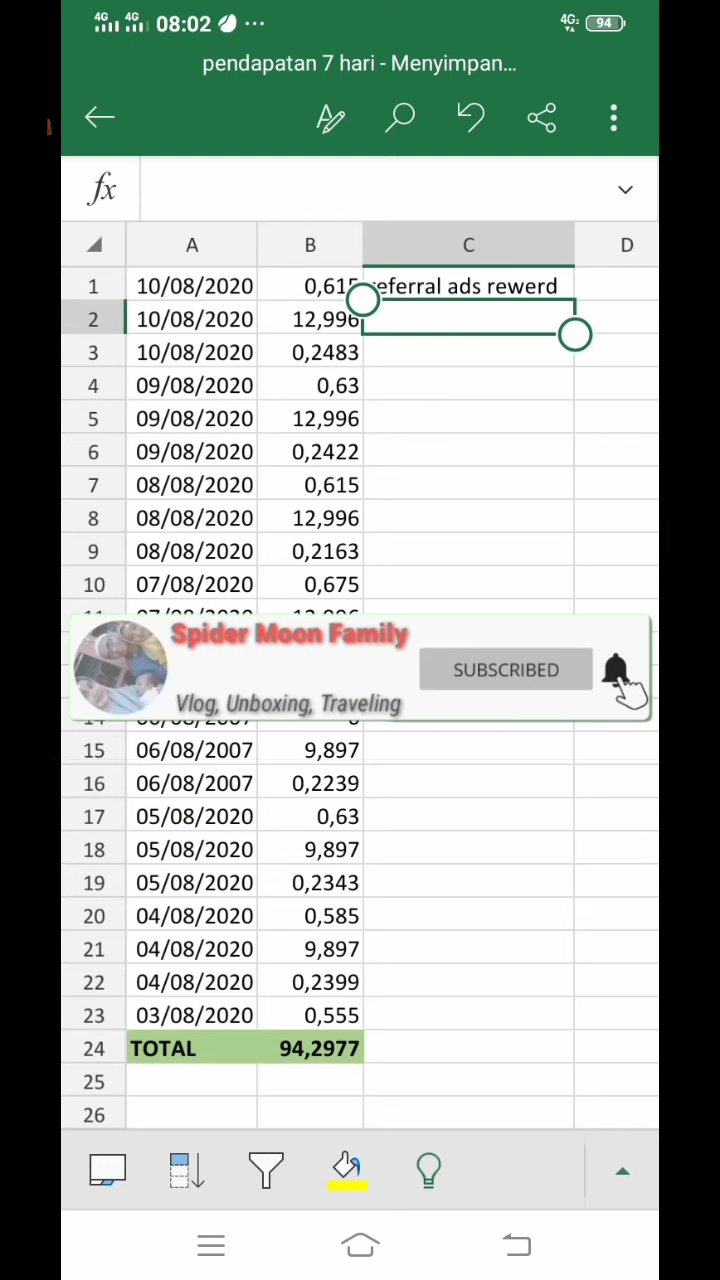 4G 4G 08:02 ... 4G2 94
pendapatan 7 hari - Menyimpan...
fx
A B C D
1 10/08/2020 0,615 referral ads rewerd
2 10/08/2020 12,996
3 10/08/2020 0,2483
4 09/08/2020 0,63
5 09/08/2020 12,996
6 09/08/2020 0,2422
7 08/08/2020 0,615
8 08/08/2020 12,996
9 08/08/2020 0,2163
10 07/08/2020 0,675
Spider Moon Family
SUBSCRIBED
Vlog, Unboxing, Traveling
15 06/08/2007 9,897
16 06/08/2007 0,2239
17 05/08/2020 0,63
18 05/08/2020 9,897
19 05/08/2020 0,2343
20 04/08/2020 0,585
21 04/08/2020 9,897
22 04/08/2020 0,2399
23 03/08/2020 0,555
24 TOTAL 94,2977
25
26